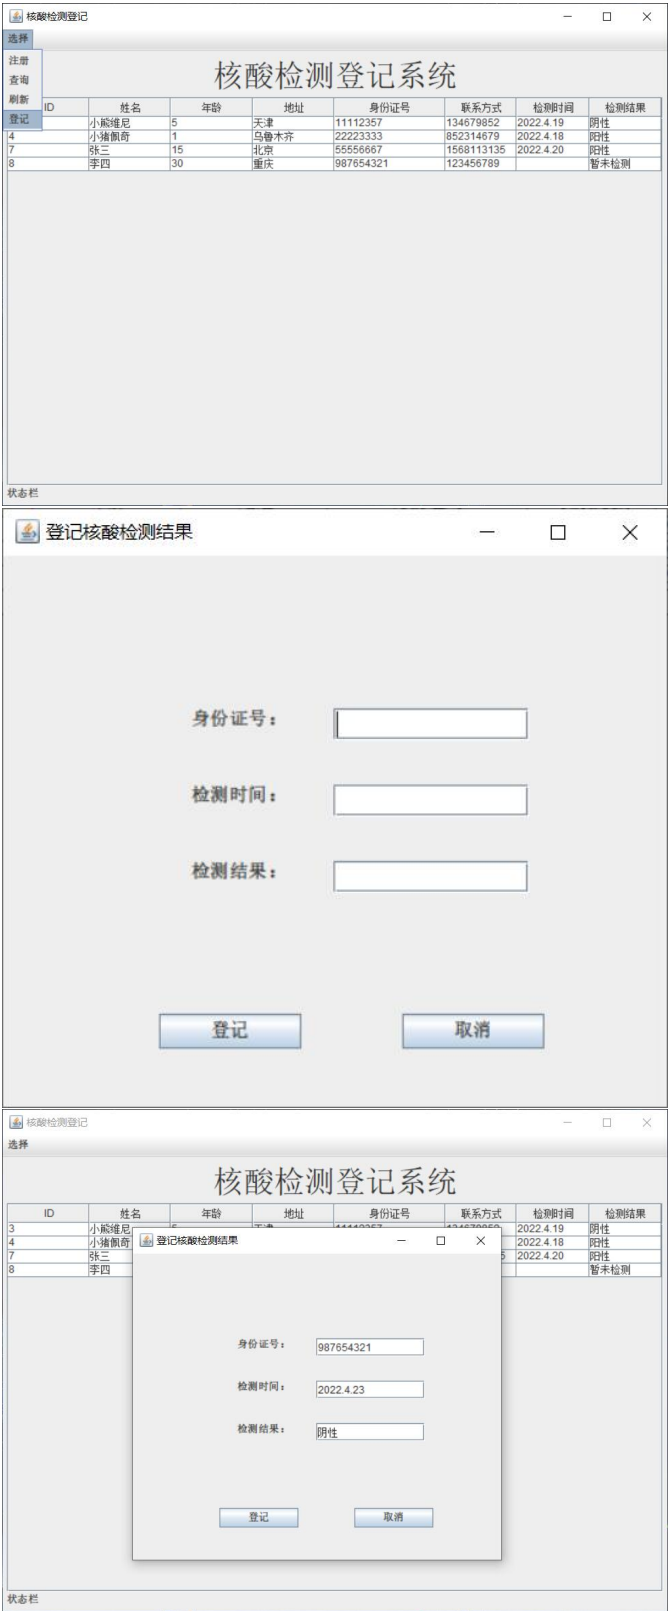 核酸检测登记
选择
注册
查询
刷新
登记
核酸检测登记系统
ID 姓名 年龄 地址 身份证号 联系方式 检测时间 检测结果
小熊维尼 5 天津 11112357 134679852 2022.4.19 阴性
4 小猪佩奇 1 乌鲁木齐 22223333 852314679 2022.4.18 阳性
7 张三 15 北京 55556667 1568113135 2022.4.20 阳性
8 李四 30 重庆 987654321 123456789 暂未检测
状态栏
登记核酸检测结果
身份证号：
检测时间：
检测结果：
登记 取消
核酸检测登记
选择
核酸检测登记系统
ID 姓名 年龄 地址 身份证号 联系方式 检测时间 检测结果
3 小熊维尼 2022.4.19 阴性
4 小猪佩奇 2022.4.18 阳性
7 张三 5 2022.4.20 阳性
8 李四 暂未检测
登记核酸检测结果
身份证号： 987654321
检测时间： 2022.4.23
检测结果： 阴性
登记 取消
状态栏